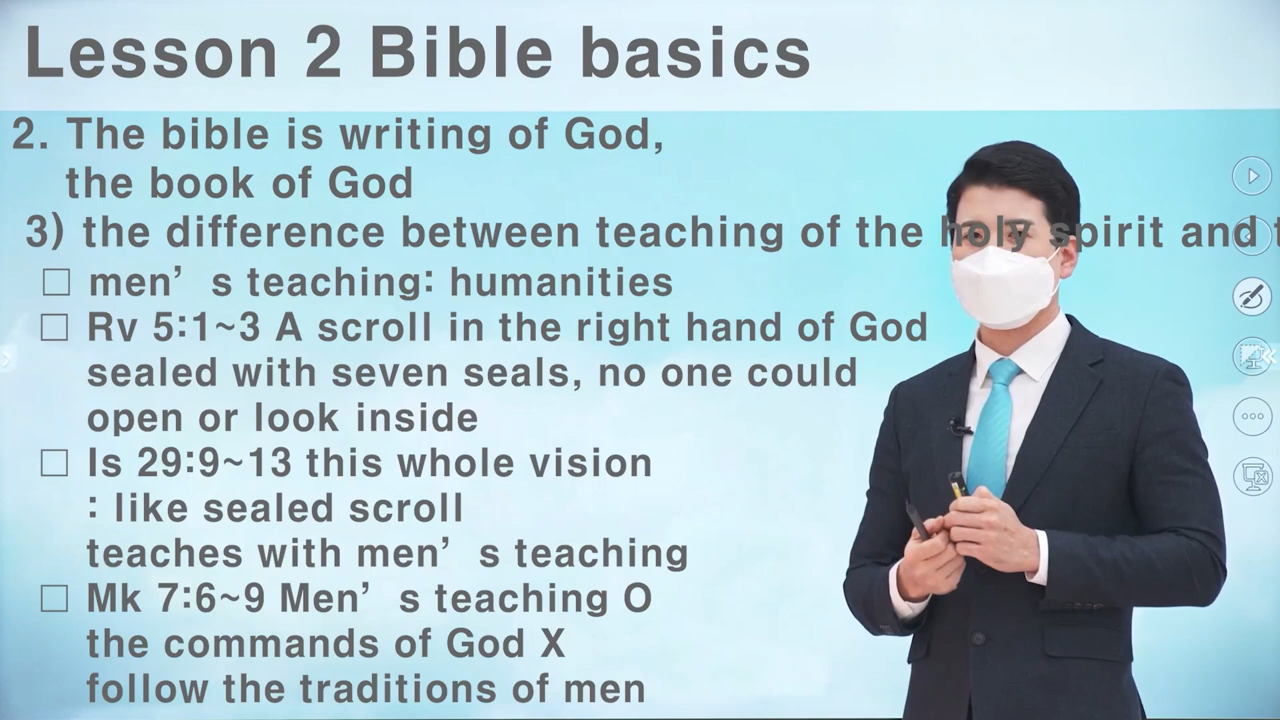 Lesson 2 Bible basics
2. The bible is writing of God,
the book of God
3) the difference between teaching of the holy spirit and
□ men's teaching: humanities
□ Rv 5:1~3 A scroll in the right hand of God
sealed with seven seals, no one could
open or look inside
□ Is 29:9~13 this whole vision
: like sealed scroll
teaches with men's teaching
□ Mk 7:6~9 Men's teaching O
the commands of God X
follow the traditions of men